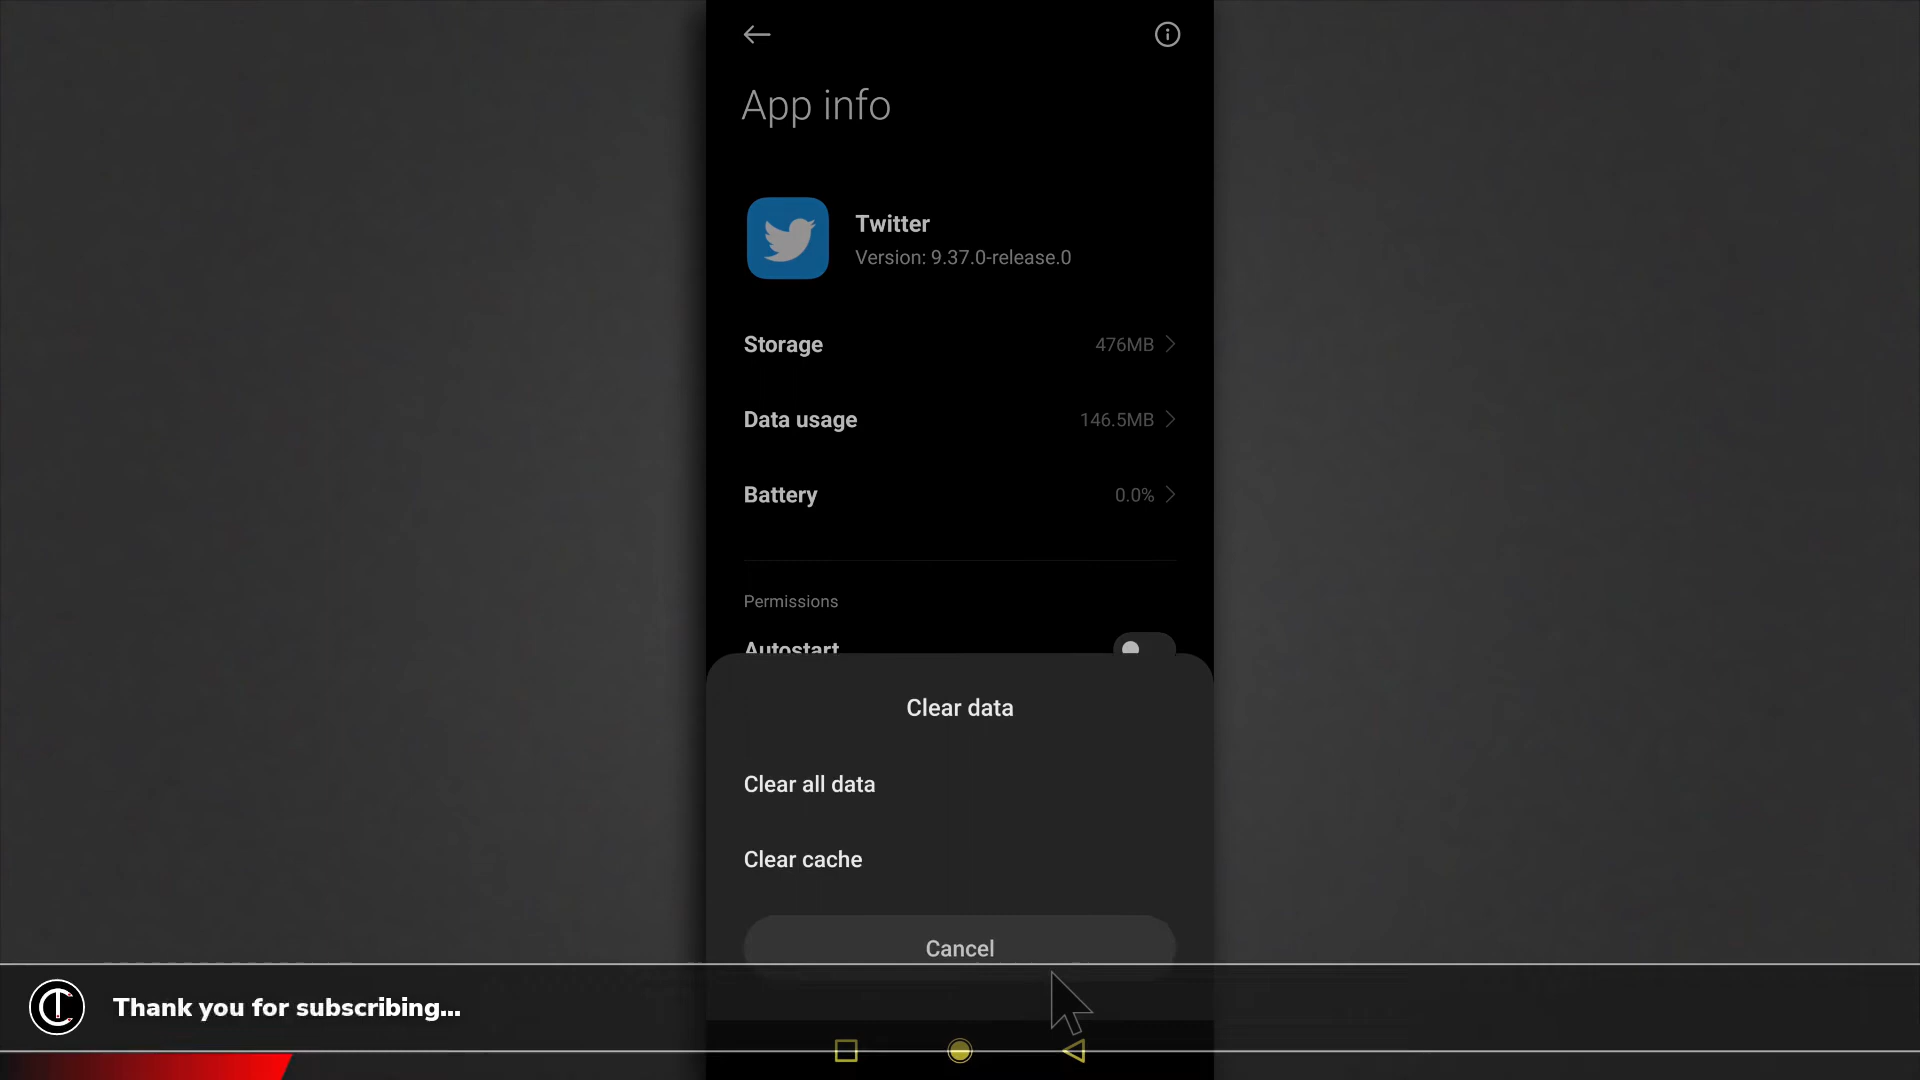 App info
Twitter
Version: 9.37.0-release.0
Storage 476MB
Data usage 146.5MB
Battery 0.0%
Permissions
Autostart
Clear data
Clear all data
Clear cache
Cancel
Thank you for subscribing...